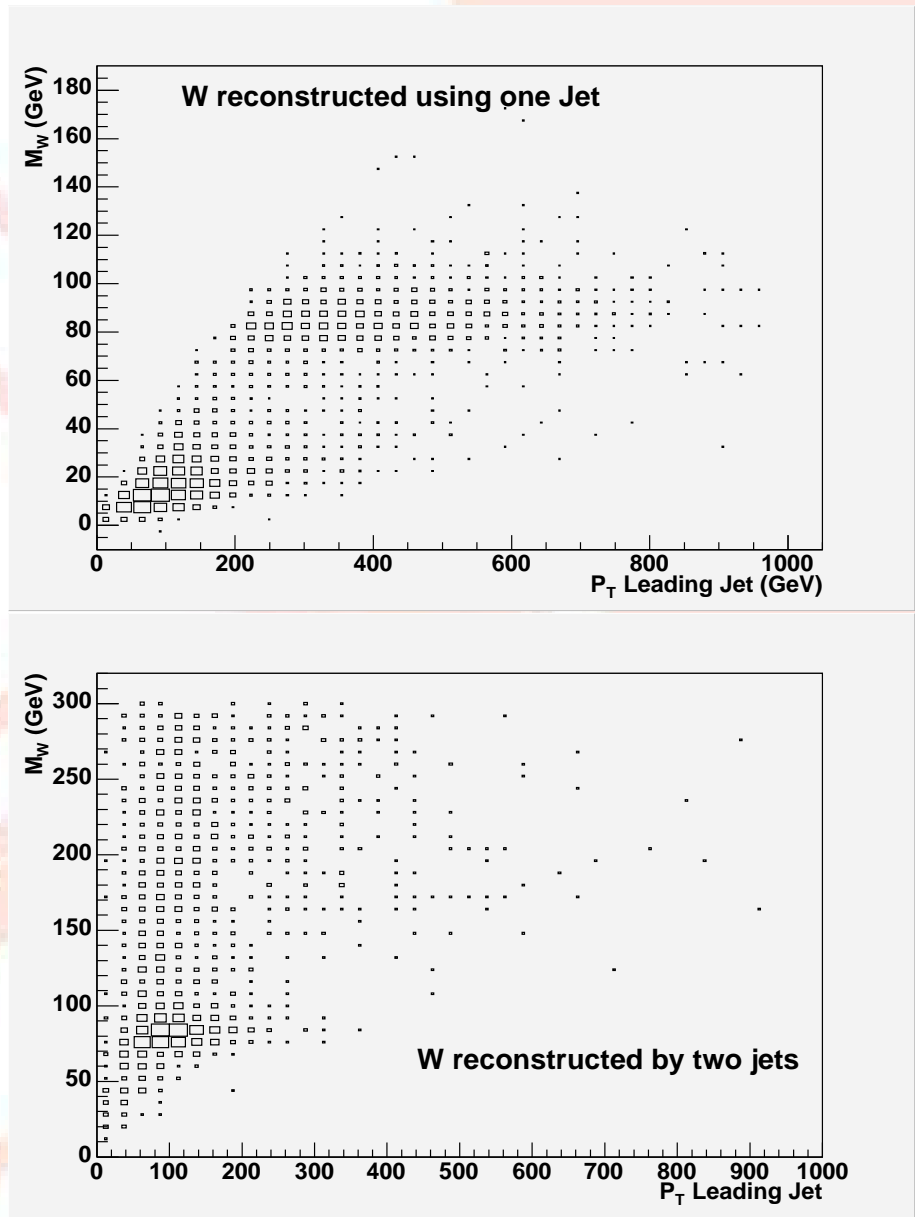 W reconstructed using one Jet
M_W (GeV)
180
160
140
120
100
80
60
40
20
0
0 200 400 600 800 1000
P_T Leading Jet (GeV)
M_W (GeV)
300
250
200
150
100
50
0
W reconstructed by two jets
0 100 200 300 400 500 600 700 800 900 1000
P_T Leading Jet